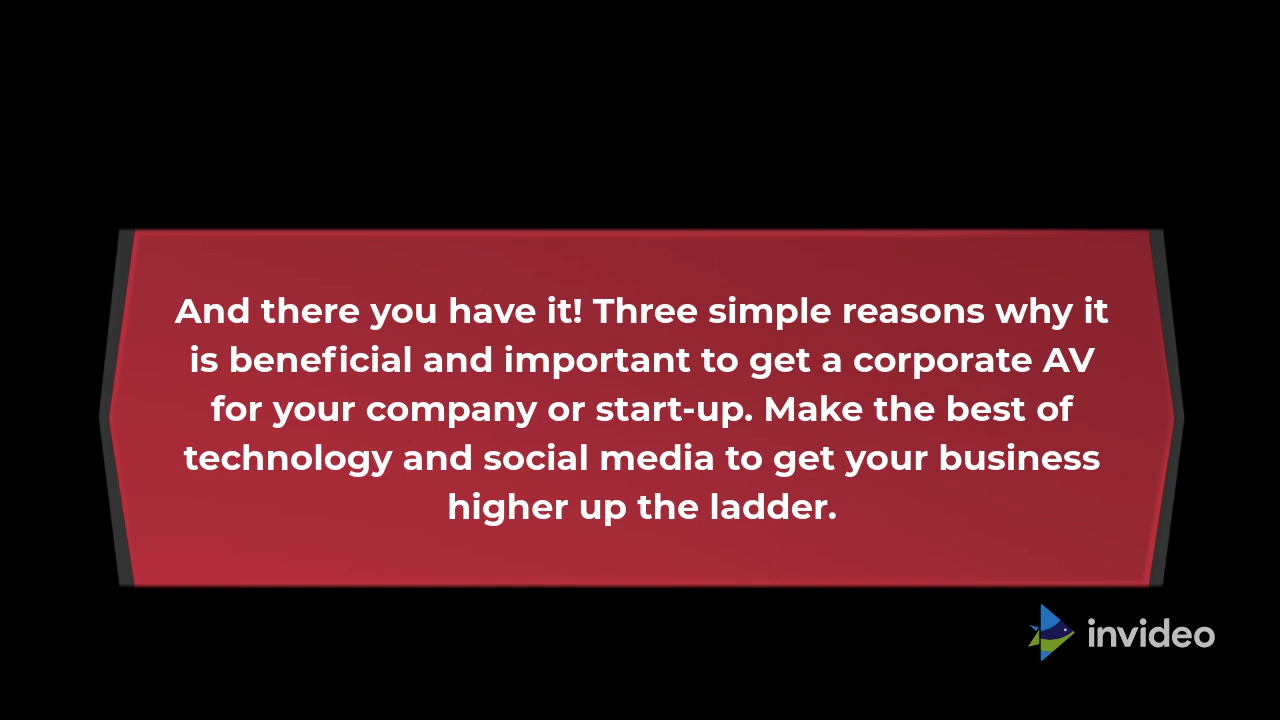 And there you have it! Three simple reasons why it
is beneficial and important to get a corporate AV
for your company or start-up. Make the best of
technology and social media to get your business
higher up the ladder.
invideo